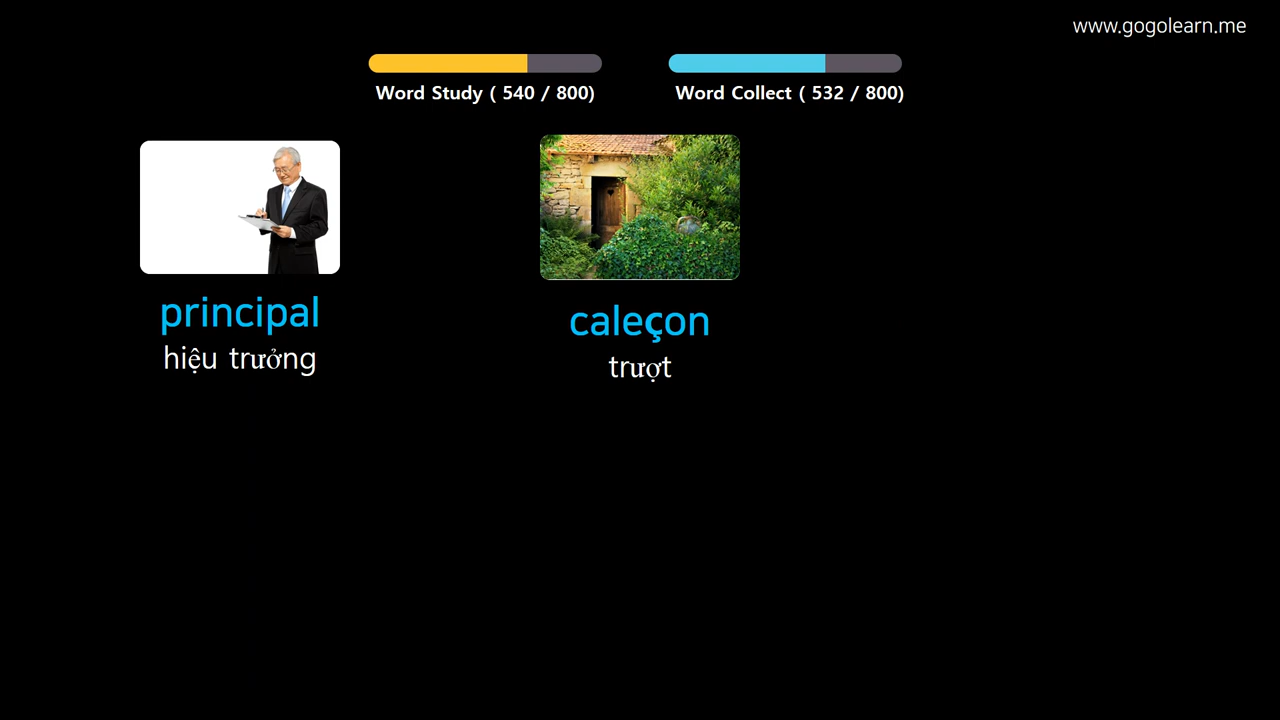 www.gogolearn.me
Word Study ( 540 / 800)
Word Collect ( 532 / 800)
principal
hiệu trưởng
caleçon
trượt